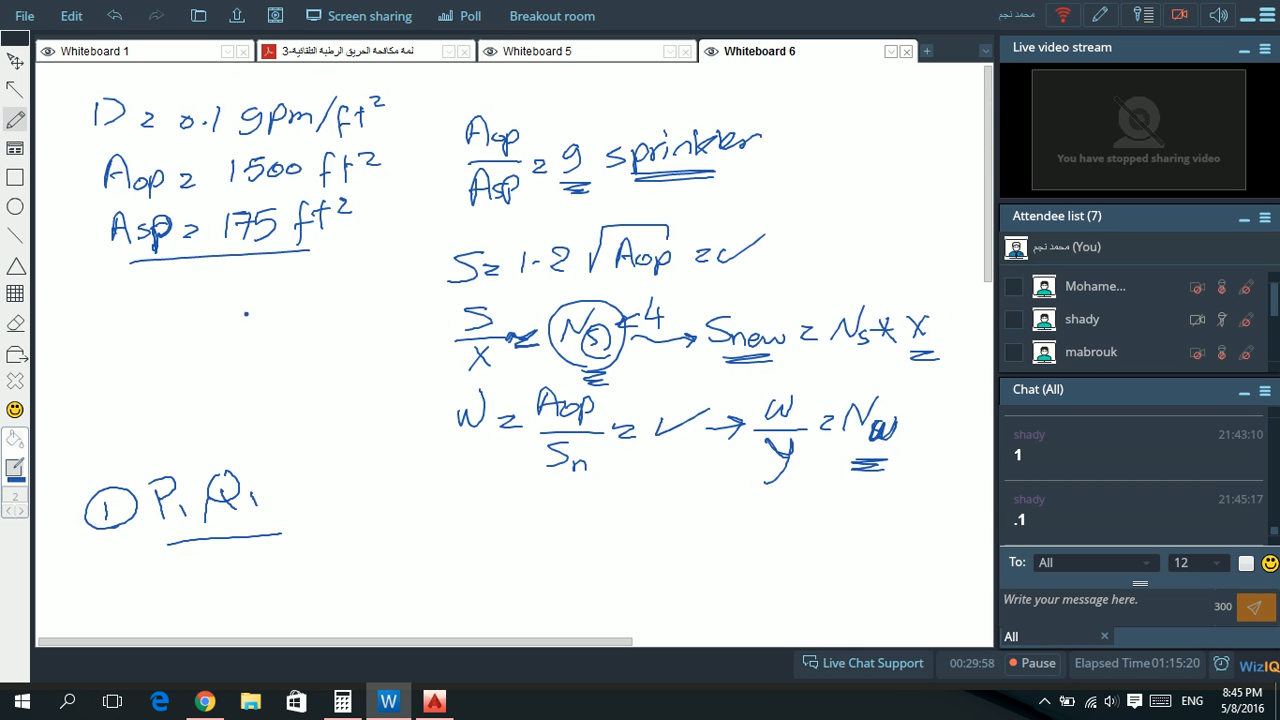 File Edit Screen sharing Poll Breakout room محمد نجم
Whiteboard 1
3-نمة مكافحة الحريق الرطبة التلقائية
Whiteboard 5
Whiteboard 6
D = 0.1 gpm/ft²
Aop = 1500 ft²
Asp = 175 ft²
Aop/Asp = 9 sprinkler
S = 1.2 √Aop = ✓
S/X = Ns = 4 → Snew = Ns * X
W = Aop/Sn = ✓ → W/y = Nw
① P₁ Q₁
2
Live video stream
You have stopped sharing video
Attendee list (7)
محمد نجم (You)
Mohame...
shady
mabrouk
Chat (All)
shady 21:43:10
1
shady 21:45:17
.1
To: All 12
Write your message here. 300
All
Live Chat Support 00:29:58 Pause Elapsed Time 01:15:20 WizIQ
ENG 8:45 PM
5/8/2016